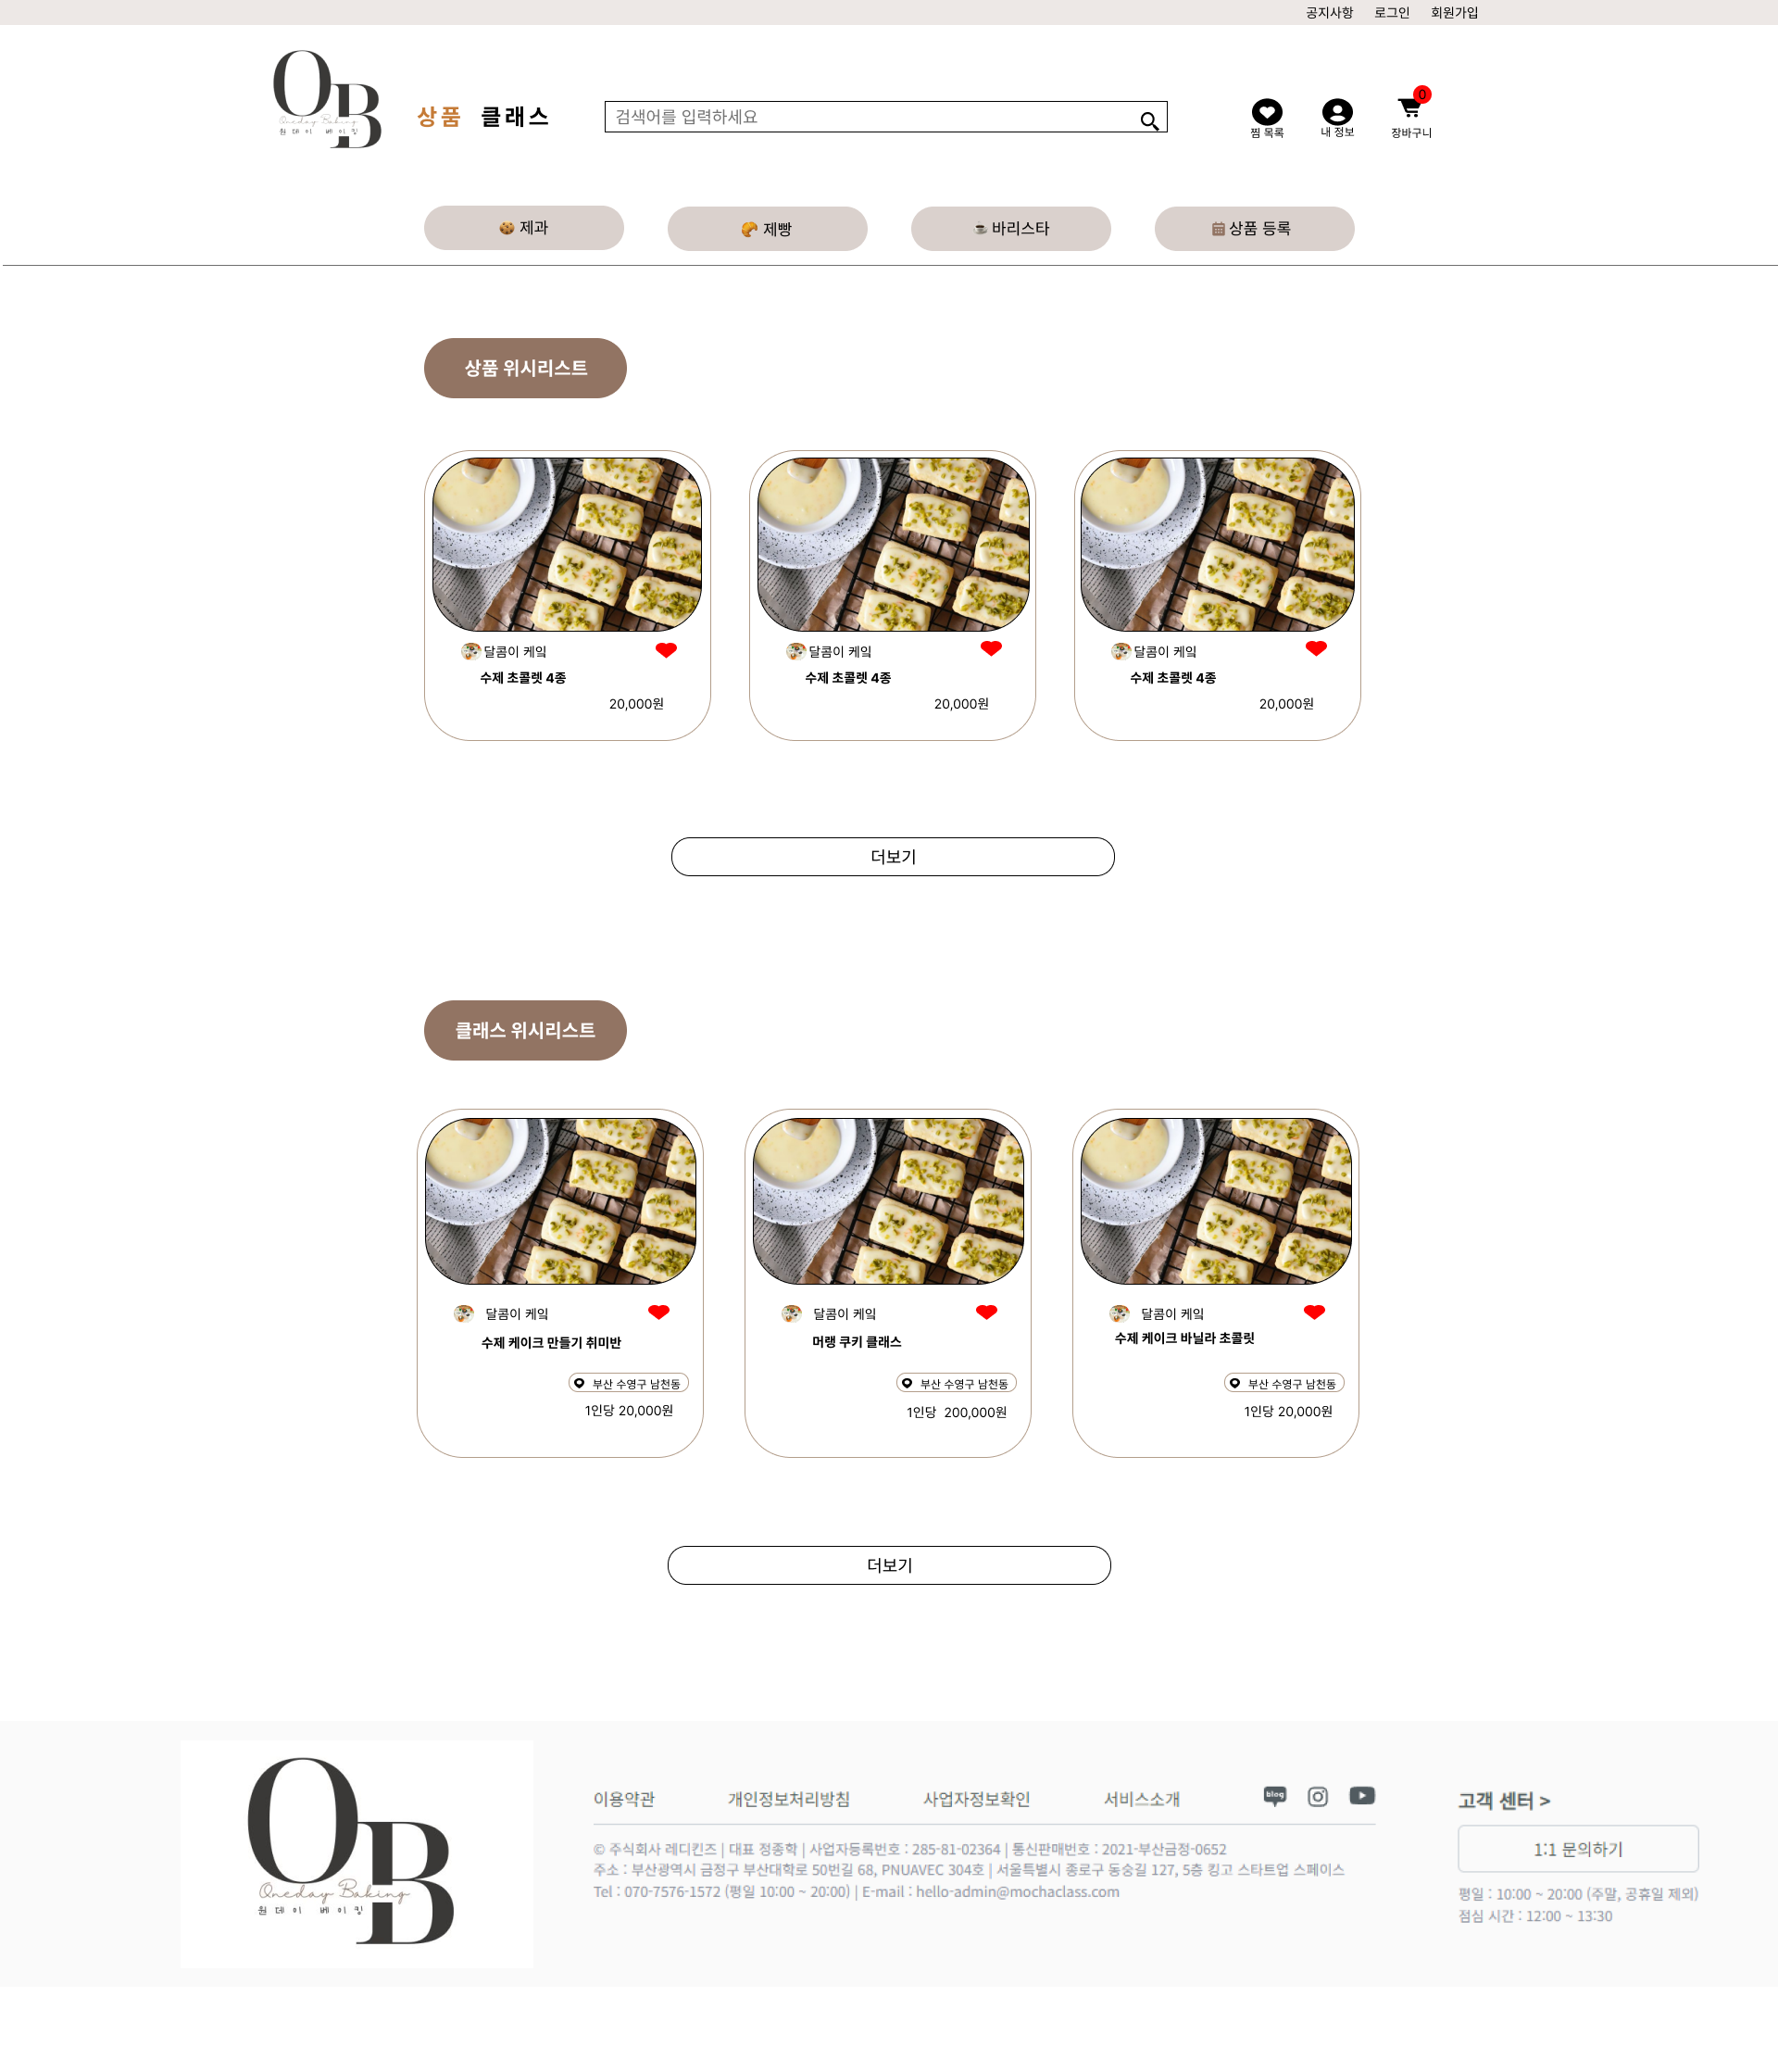 공지사항 로그인 회원가입
OB
Oneday Baking
원데이 베이킹
상품 클래스
검색어를 입력하세요
0
찜 목록 내 정보 장바구니
제과 제빵 바리스타 상품 등록
상품 위시리스트
달콤이 케잌 달콤이 케잌 달콤이 케잌
수제 초콜렛 4종 수제 초콜렛 4종 수제 초콜렛 4종
20,000원 20,000원 20,000원
더보기
클래스 위시리스트
달콤이 케잌 달콤이 케잌 달콤이 케잌
수제 케이크 만들기 취미반 머랭 쿠키 클래스 수제 케이크 바닐라 초콜릿
부산 수영구 남천동 부산 수영구 남천동 부산 수영구 남천동
1인당 20,000원 1인당 200,000원 1인당 20,000원
더보기
OB
Oneday Baking
원데이 베이킹
이용약관 개인정보처리방침 사업자정보확인 서비스소개 blog
© 주식회사 레디킨즈 | 대표 정종학 | 사업자등록번호 : 285-81-02364 | 통신판매번호 : 2021-부산금정-0652
주소 : 부산광역시 금정구 부산대학로 50번길 68, PNUAVEC 304호 | 서울특별시 종로구 동숭길 127, 5층 킹고 스타트업 스페이스
Tel : 070-7576-1572 (평일 10:00 ~ 20:00) | E-mail : hello-admin@mochaclass.com
고객 센터 >
1:1 문의하기
평일 : 10:00 ~ 20:00 (주말, 공휴일 제외)
점심 시간 : 12:00 ~ 13:30